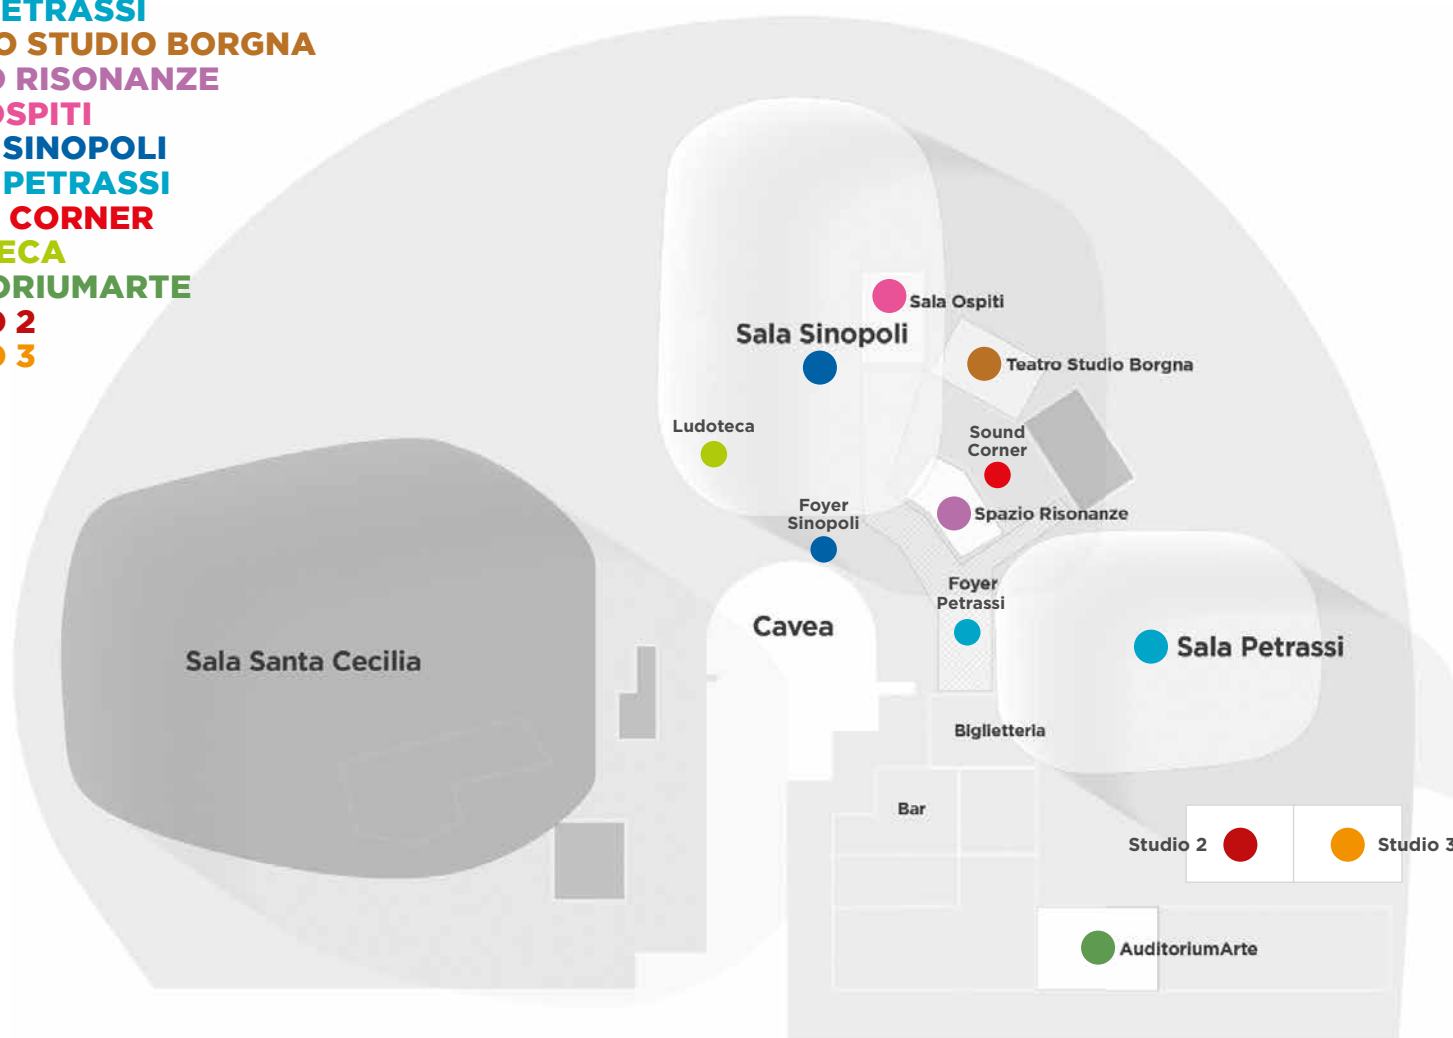 ETRASSI
O STUDIO BORGNA
O RISONANZE
OSPITI
SINOPOLI
PETRASSI
CORNER
ECA
ORIUMARTE
O 2
O 3
Sala Ospiti
Sala Sinopoli
Teatro Studio Borgna
Ludoteca
Sound
Corner
Foyer
Sinopoli
Spazio Risonanze
Foyer
Petrassi
Cavea
Sala Santa Cecilia
Sala Petrassi
Biglietteria
Bar
Studio 2
Studio 3
AuditoriumArte